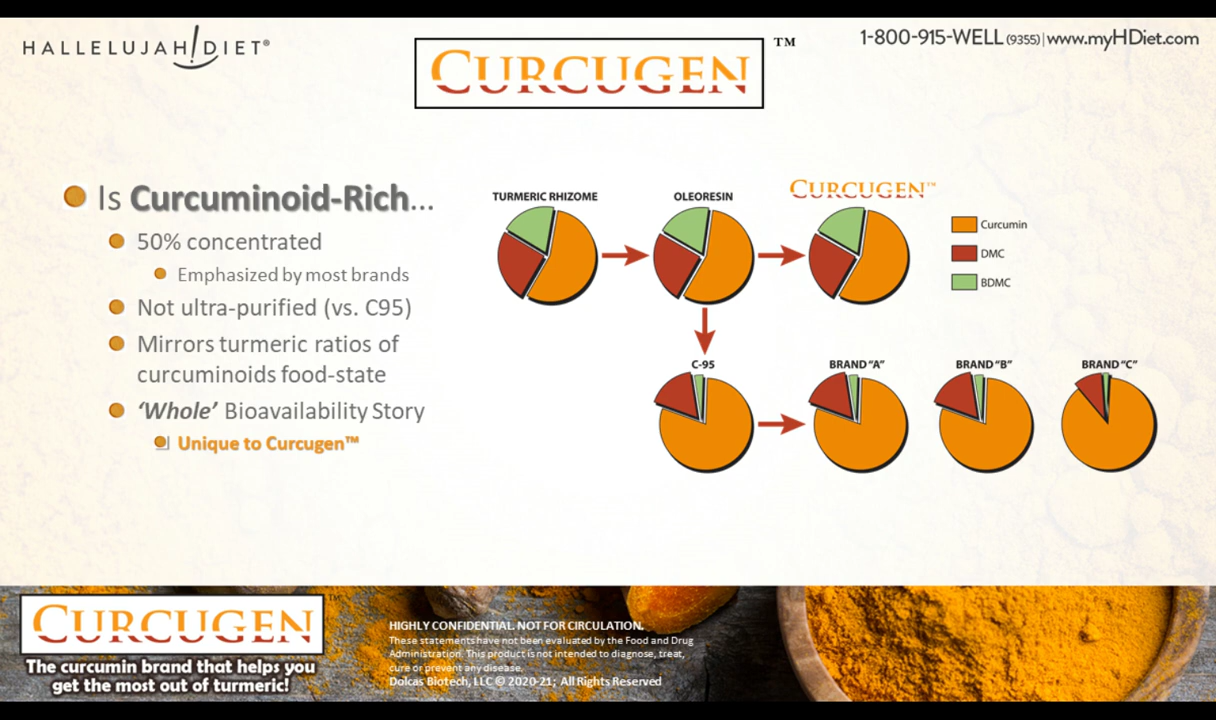 HALLELUJAH DIET®
CURCUGEN™
1-800-915-WELL (9355) | www.myHDiet.com
Is Curcuminoid-Rich...
50% concentrated
Emphasized by most brands
Not ultra-purified (vs. C95)
Mirrors turmeric ratios of
curcuminoids food-state
'Whole' Bioavailability Story
Unique to Curcugen™
TURMERIC RHIZOME
OLEORESIN
CURCUGEN™
Curcumin
DMC
BDMC
C-95
BRAND "A"
BRAND "B"
BRAND "C"
CURCUGEN™
The curcumin brand that helps you
get the most out of turmeric!
HIGHLY CONFIDENTIAL. NOT FOR CIRCULATION.
These statements have not been evaluated by the Food and Drug
Administration. This product is not intended to diagnose, treat,
cure or prevent any disease.
Dolcas Biotech, LLC © 2020-21; All Rights Reserved